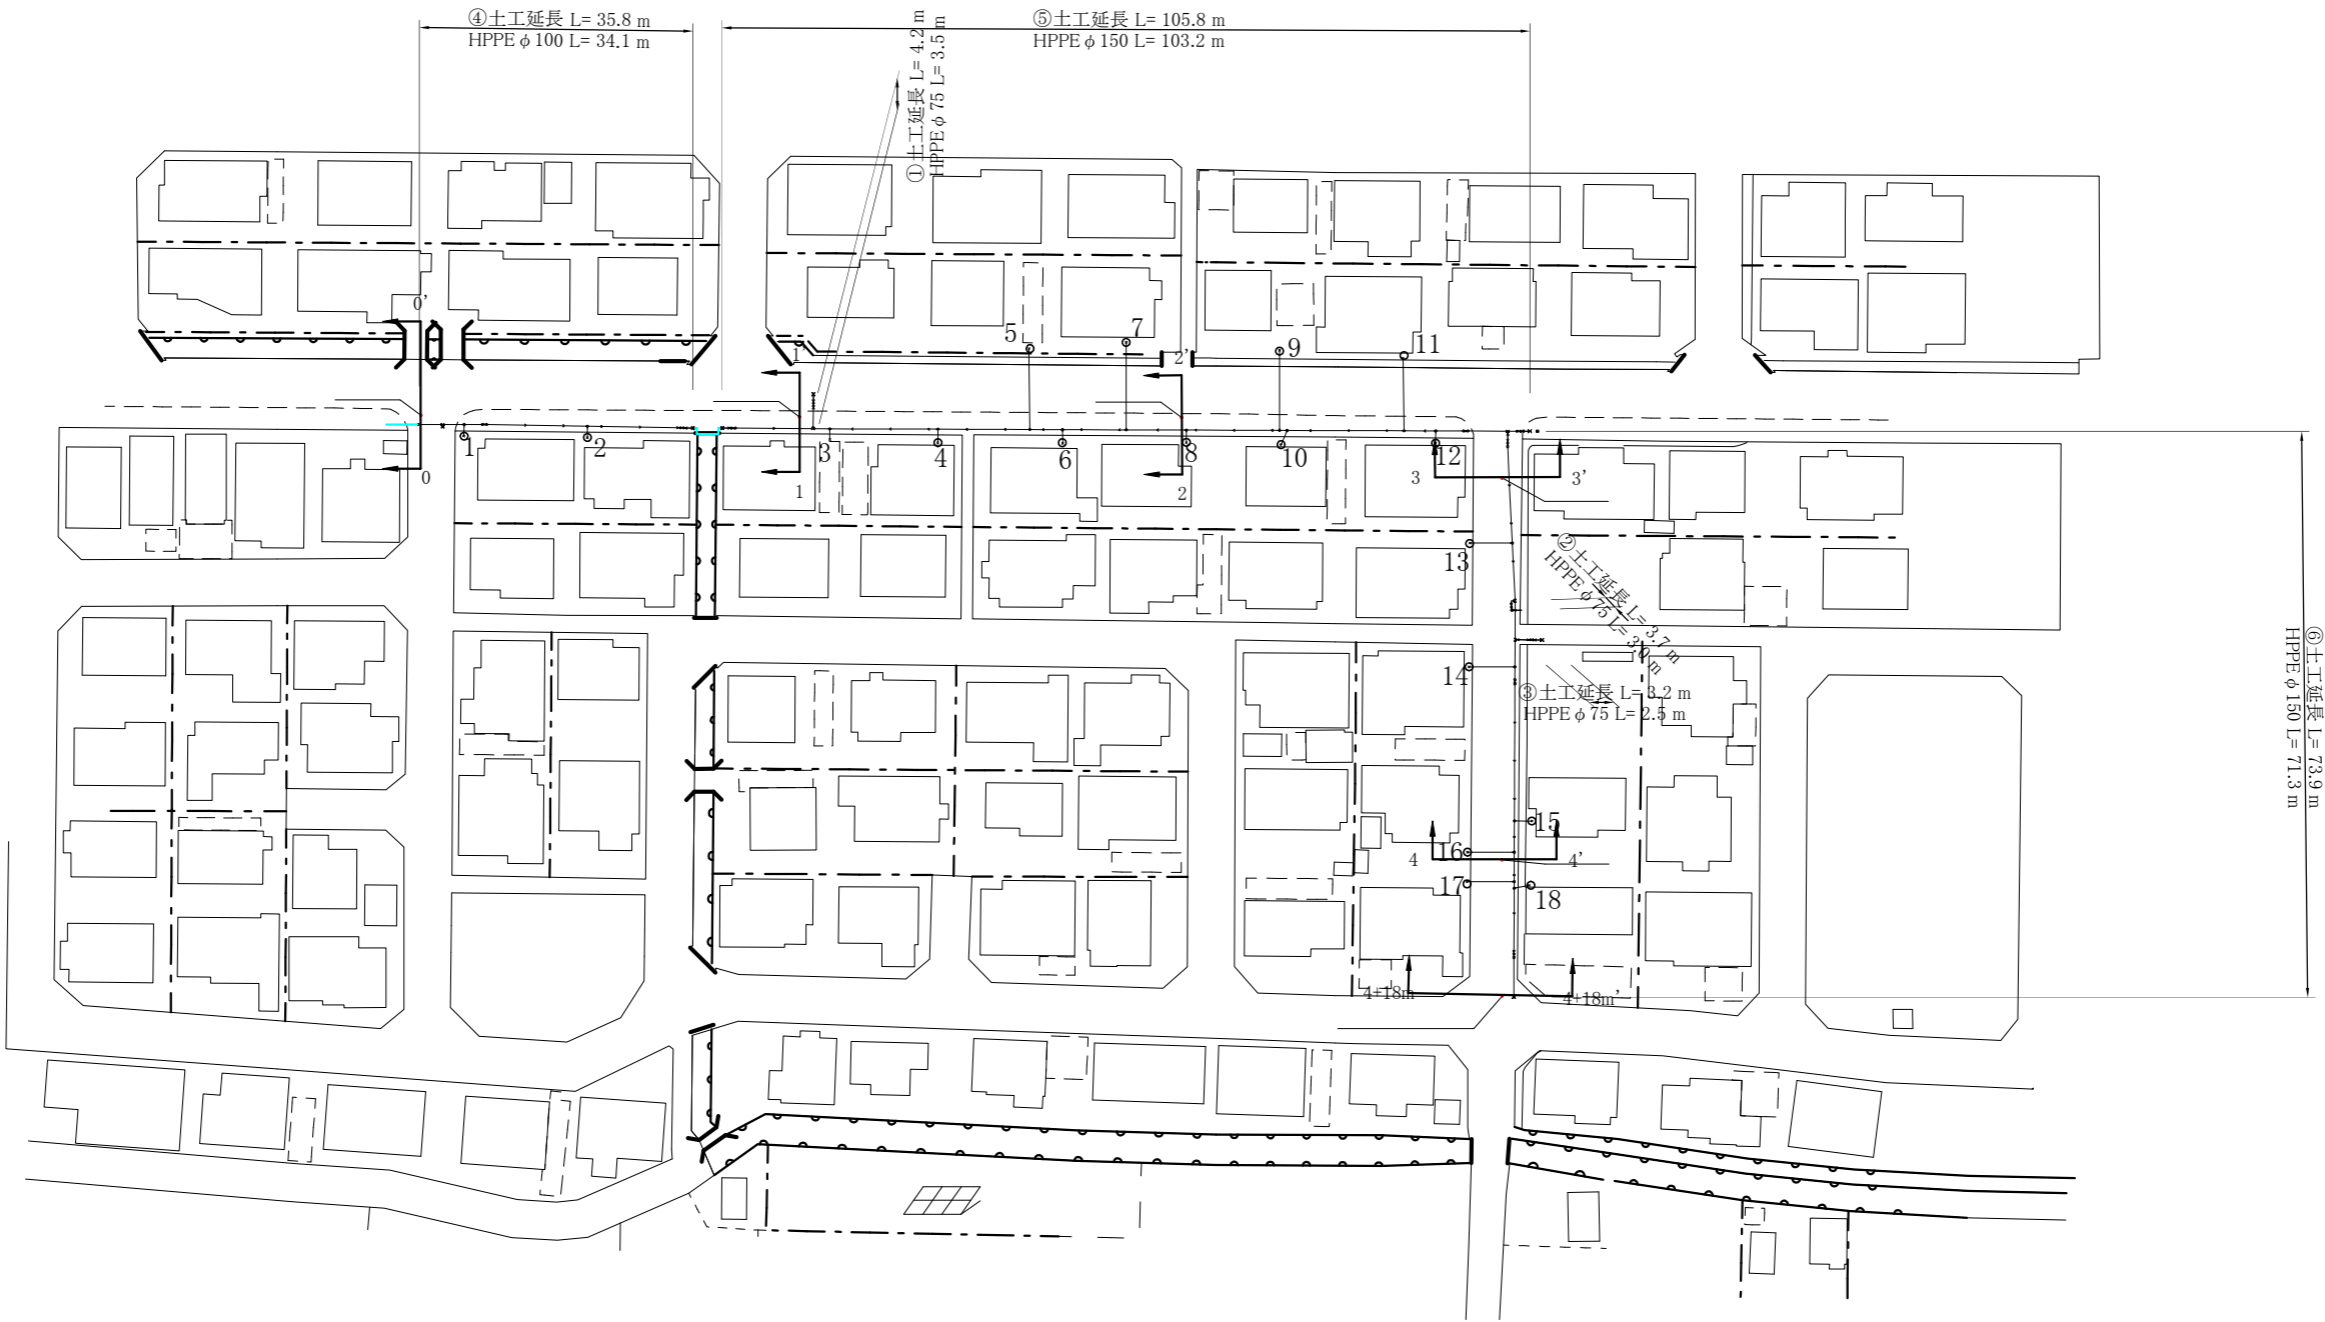 ④土工延長 L= 35.8 m
HPPE φ 100 L= 34.1 m
⑤土工延長 L= 105.8 m
HPPE φ 150 L= 103.2 m
①土工延長 L= 4.2 m
HPPE φ 75 L= 3.5 m
0'
5
7
1'
2'
9
11
1
2
3
4
6
8
10
12
0
1
2
3
3'
13
②土工延長 L= 3.7 m
HPPE φ 75 L= 3.0 m
14
③土工延長 L= 3.2 m
HPPE φ 75 L= 2.5 m
⑥土工延長 L= 73.9 m
HPPE φ 150 L= 71.3 m
15
16
4
4'
17
18
4+18m
4+18m'